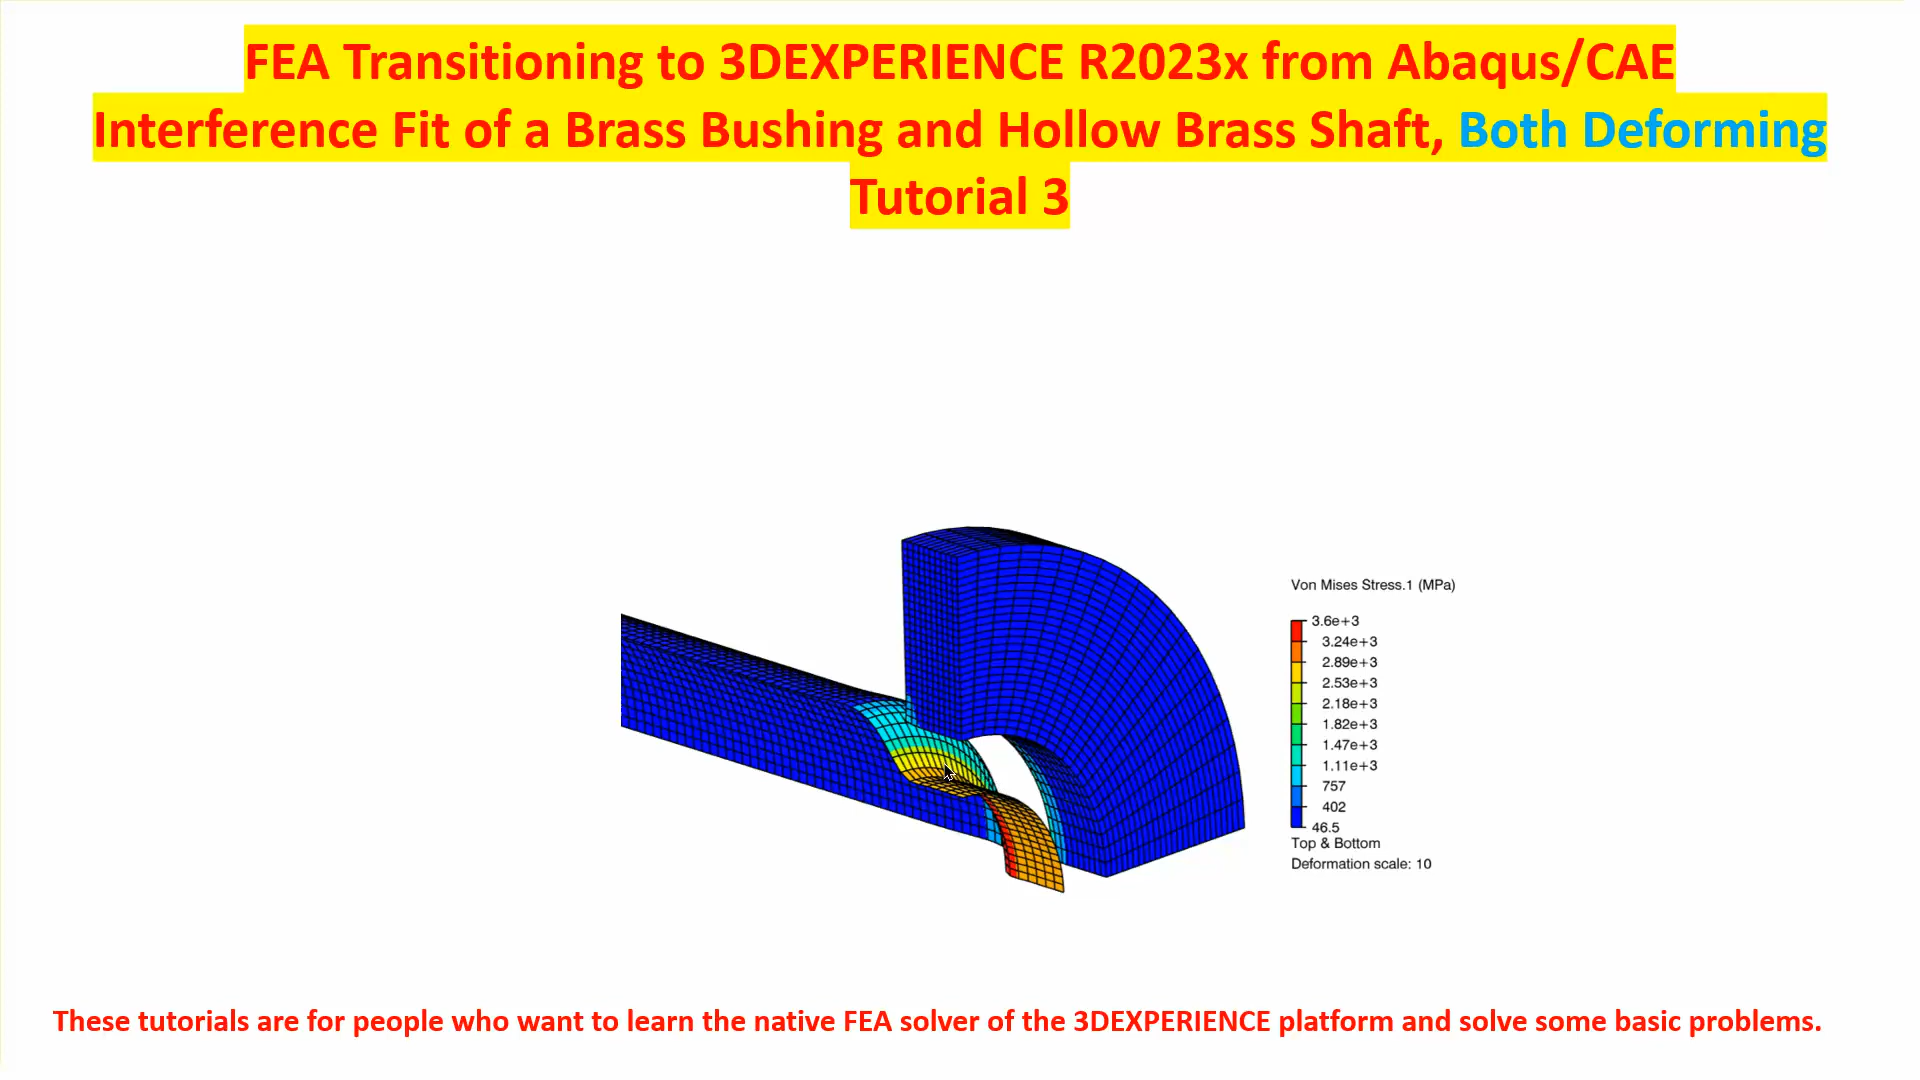 FEA Transitioning to 3DEXPERIENCE R2023x from Abaqus/CAE
Interference Fit of a Brass Bushing and Hollow Brass Shaft, Both Deforming
Tutorial 3
Von Mises Stress.1 (MPa)
3.6e+3
3.24e+3
2.89e+3
2.53e+3
2.18e+3
1.82e+3
1.47e+3
1.11e+3
757
402
46.5
Top & Bottom
Deformation scale: 10
These tutorials are for people who want to learn the native FEA solver of the 3DEXPERIENCE platform and solve some basic problems.